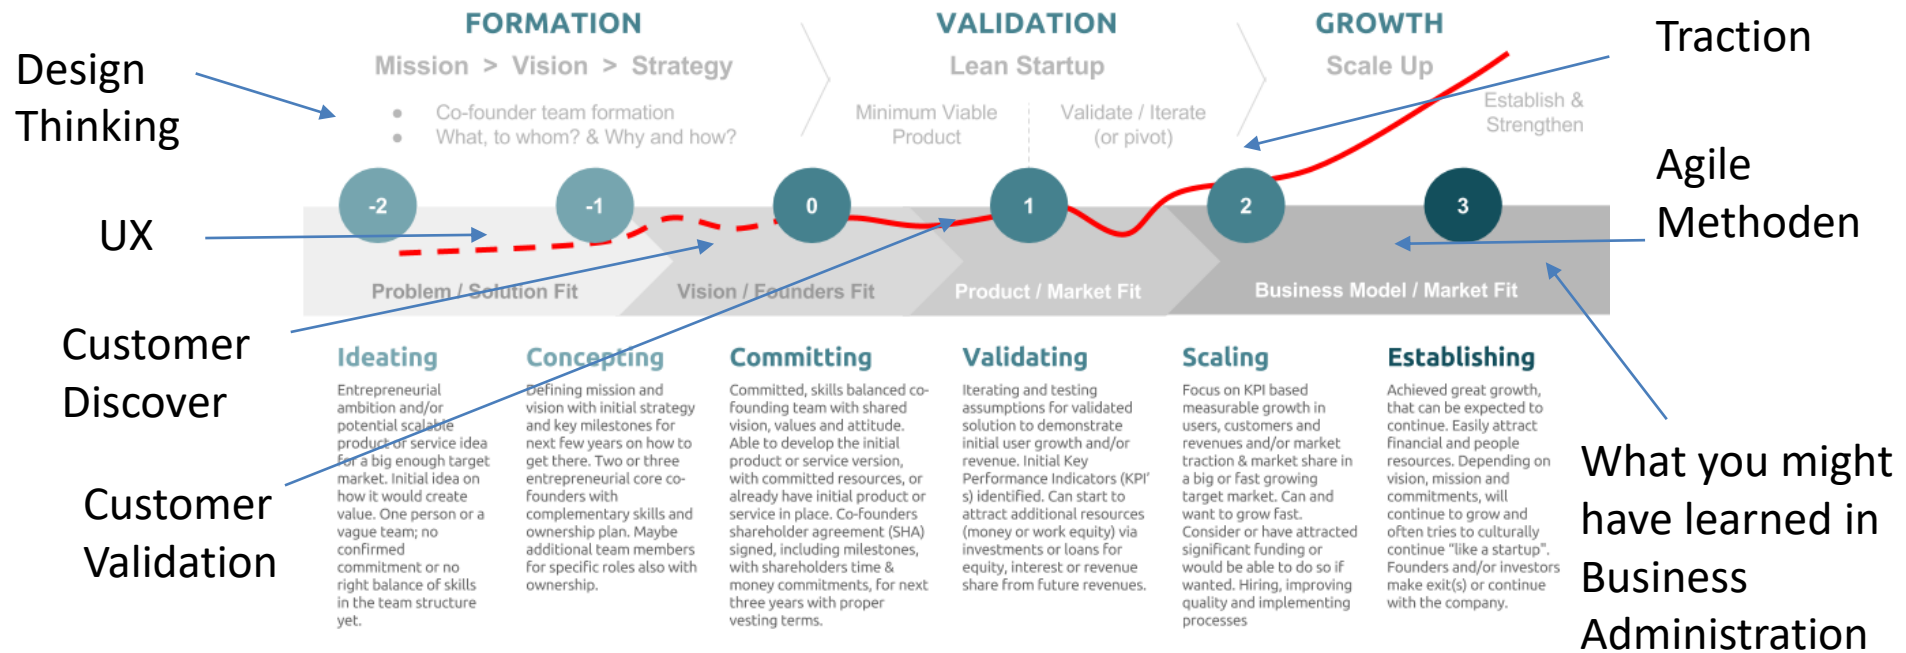 FORMATION
Mission > Vision > Strategy
● Co-founder team formation
● What, to whom? & Why and how?
VALIDATION
Lean Startup
Minimum Viable
Product
Validate / Iterate
(or pivot)
GROWTH
Scale Up
Establish &
Strengthen
Design
Thinking
UX
Customer
Discover
Customer
Validation
Traction
Agile
Methoden
What you might
have learned in
Business
Administration
-2
-1
0
1
2
3
Problem / Solution Fit
Vision / Founders Fit
Product / Market Fit
Business Model / Market Fit
Ideating
Entrepreneurial
ambition and/or
potential scalable
product or service idea
for a big enough target
market. Initial idea on
how it would create
value. One person or a
vague team; no
confirmed
commitment or no
right balance of skills
in the team structure
yet.
Concepting
Defining mission and
vision with initial strategy
and key milestones for
next few years on how to
get there. Two or three
entrepreneurial core co-
founders with
complementary skills and
ownership plan. Maybe
additional team members
for specific roles also with
ownership.
Committing
Committed, skills balanced co-
founding team with shared
vision, values and attitude.
Able to develop the initial
product or service version,
with committed resources, or
already have initial product or
service in place. Co-founders
shareholder agreement (SHA)
signed, including milestones,
with shareholders time &
money commitments, for next
three years with proper
vesting terms.
Validating
Iterating and testing
assumptions for validated
solution to demonstrate
initial user growth and/or
revenue. Initial Key
Performance Indicators (KPI'
s) identified. Can start to
attract additional resources
(money or work equity) via
investments or loans for
equity, interest or revenue
share from future revenues.
Scaling
Focus on KPI based
measurable growth in
users, customers and
revenues and/or market
traction & market share in
a big or fast growing
target market. Can and
want to grow fast.
Consider or have attracted
significant funding or
would be able to do so if
wanted. Hiring, improving
quality and implementing
processes
Establishing
Achieved great growth,
that can be expected to
continue. Easily attract
financial and people
resources. Depending on
vision, mission and
commitments, will
continue to grow and
often tries to culturally
continue "like a startup".
Founders and/or investors
make exit(s) or continue
with the company.